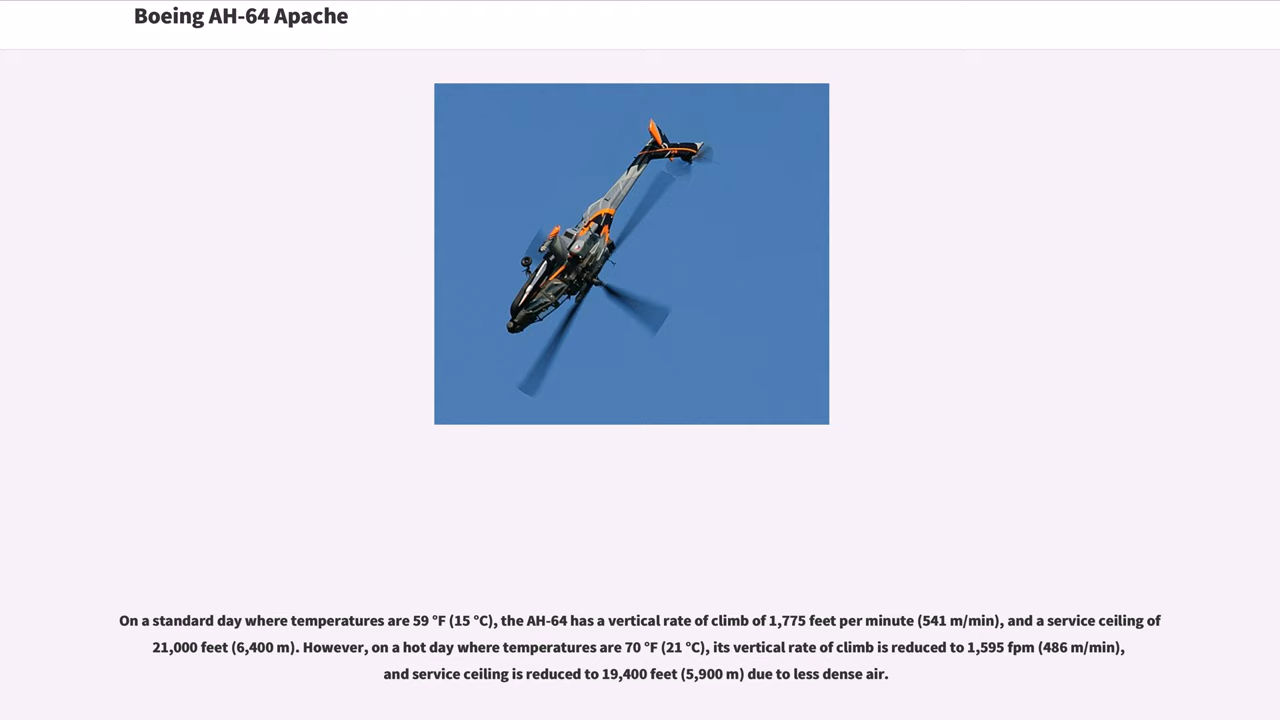 Boeing AH-64 Apache
On a standard day where temperatures are 59 °F (15 °C), the AH-64 has a vertical rate of climb of 1,775 feet per minute (541 m/min), and a service ceiling of
21,000 feet (6,400 m). However, on a hot day where temperatures are 70 °F (21 °C), its vertical rate of climb is reduced to 1,595 fpm (486 m/min),
and service ceiling is reduced to 19,400 feet (5,900 m) due to less dense air.